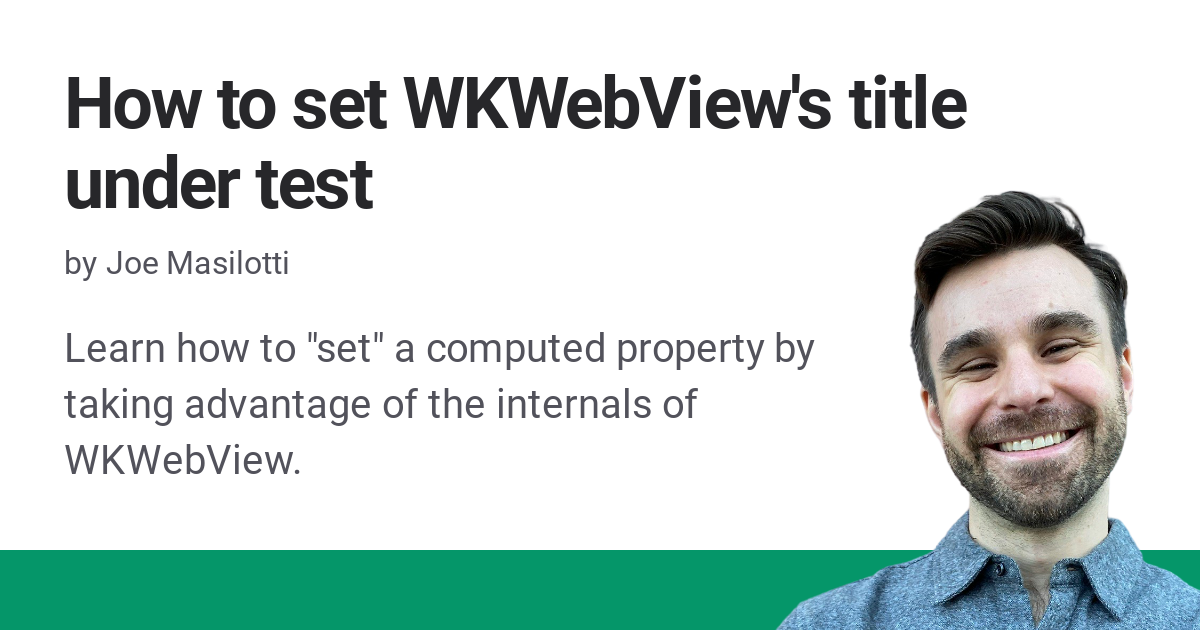 How to set WKWebView's title
under test
by Joe Masilotti
Learn how to "set" a computed property by
taking advantage of the internals of
WKWebView.